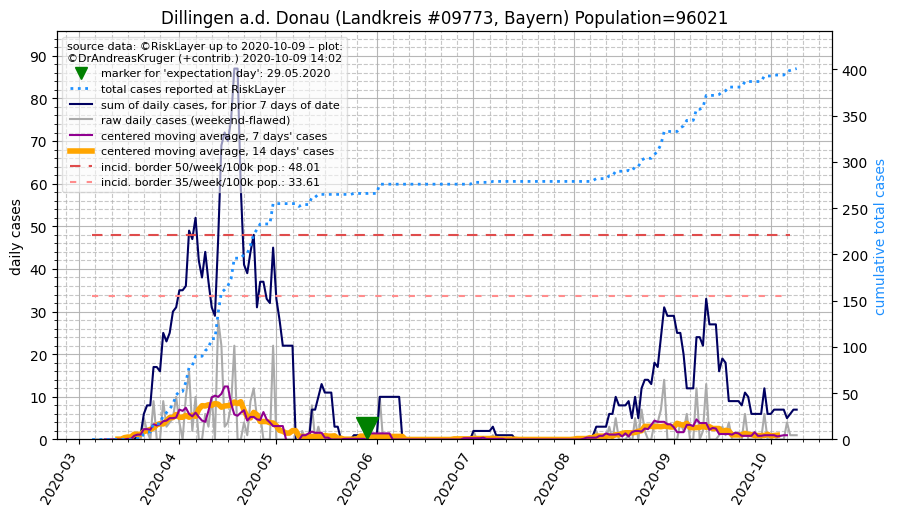 Dillingen a.d. Donau (Landkreis #09773, Bayern) Population=96021
source data: ©RiskLayer up to 2020-10-09 – plot:
©DrAndreasKruger (+contrib.) 2020-10-09 14:02
marker for 'expectation day': 29.05.2020
total cases reported at RiskLayer
sum of daily cases, for prior 7 days of date
raw daily cases (weekend-flawed)
centered moving average, 7 days' cases
centered moving average, 14 days' cases
incid. border 50/week/100k pop.: 48.01
incid. border 35/week/100k pop.: 33.61
daily cases
90
80
70
60
50
40
30
20
10
0
cumulative total cases
400
350
300
250
200
150
100
50
0
2020-03
2020-04
2020-05
2020-06
2020-07
2020-08
2020-09
2020-10